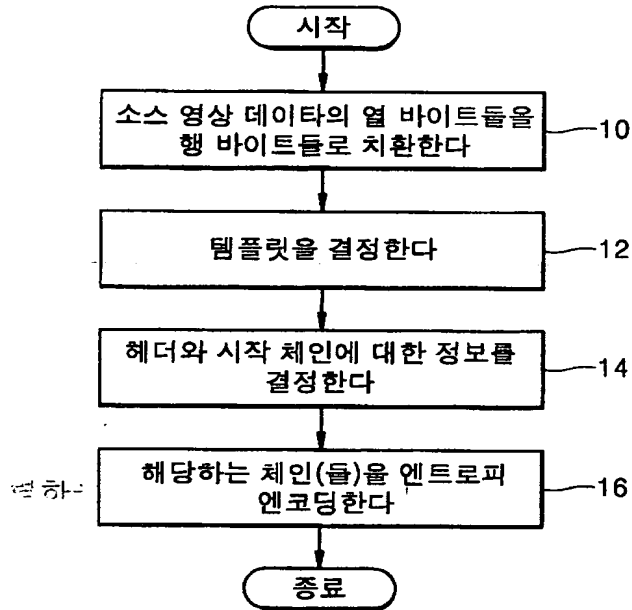 시작
소스 영상 데이타의 열 바이트들을
행 바이트들로 치환한다
10
템플릿을 결정한다
12
헤더와 시작 체인에 대한 정보를
결정한다
14
해당하는 체인(들)을 엔트로피
엔코딩한다
16
종료